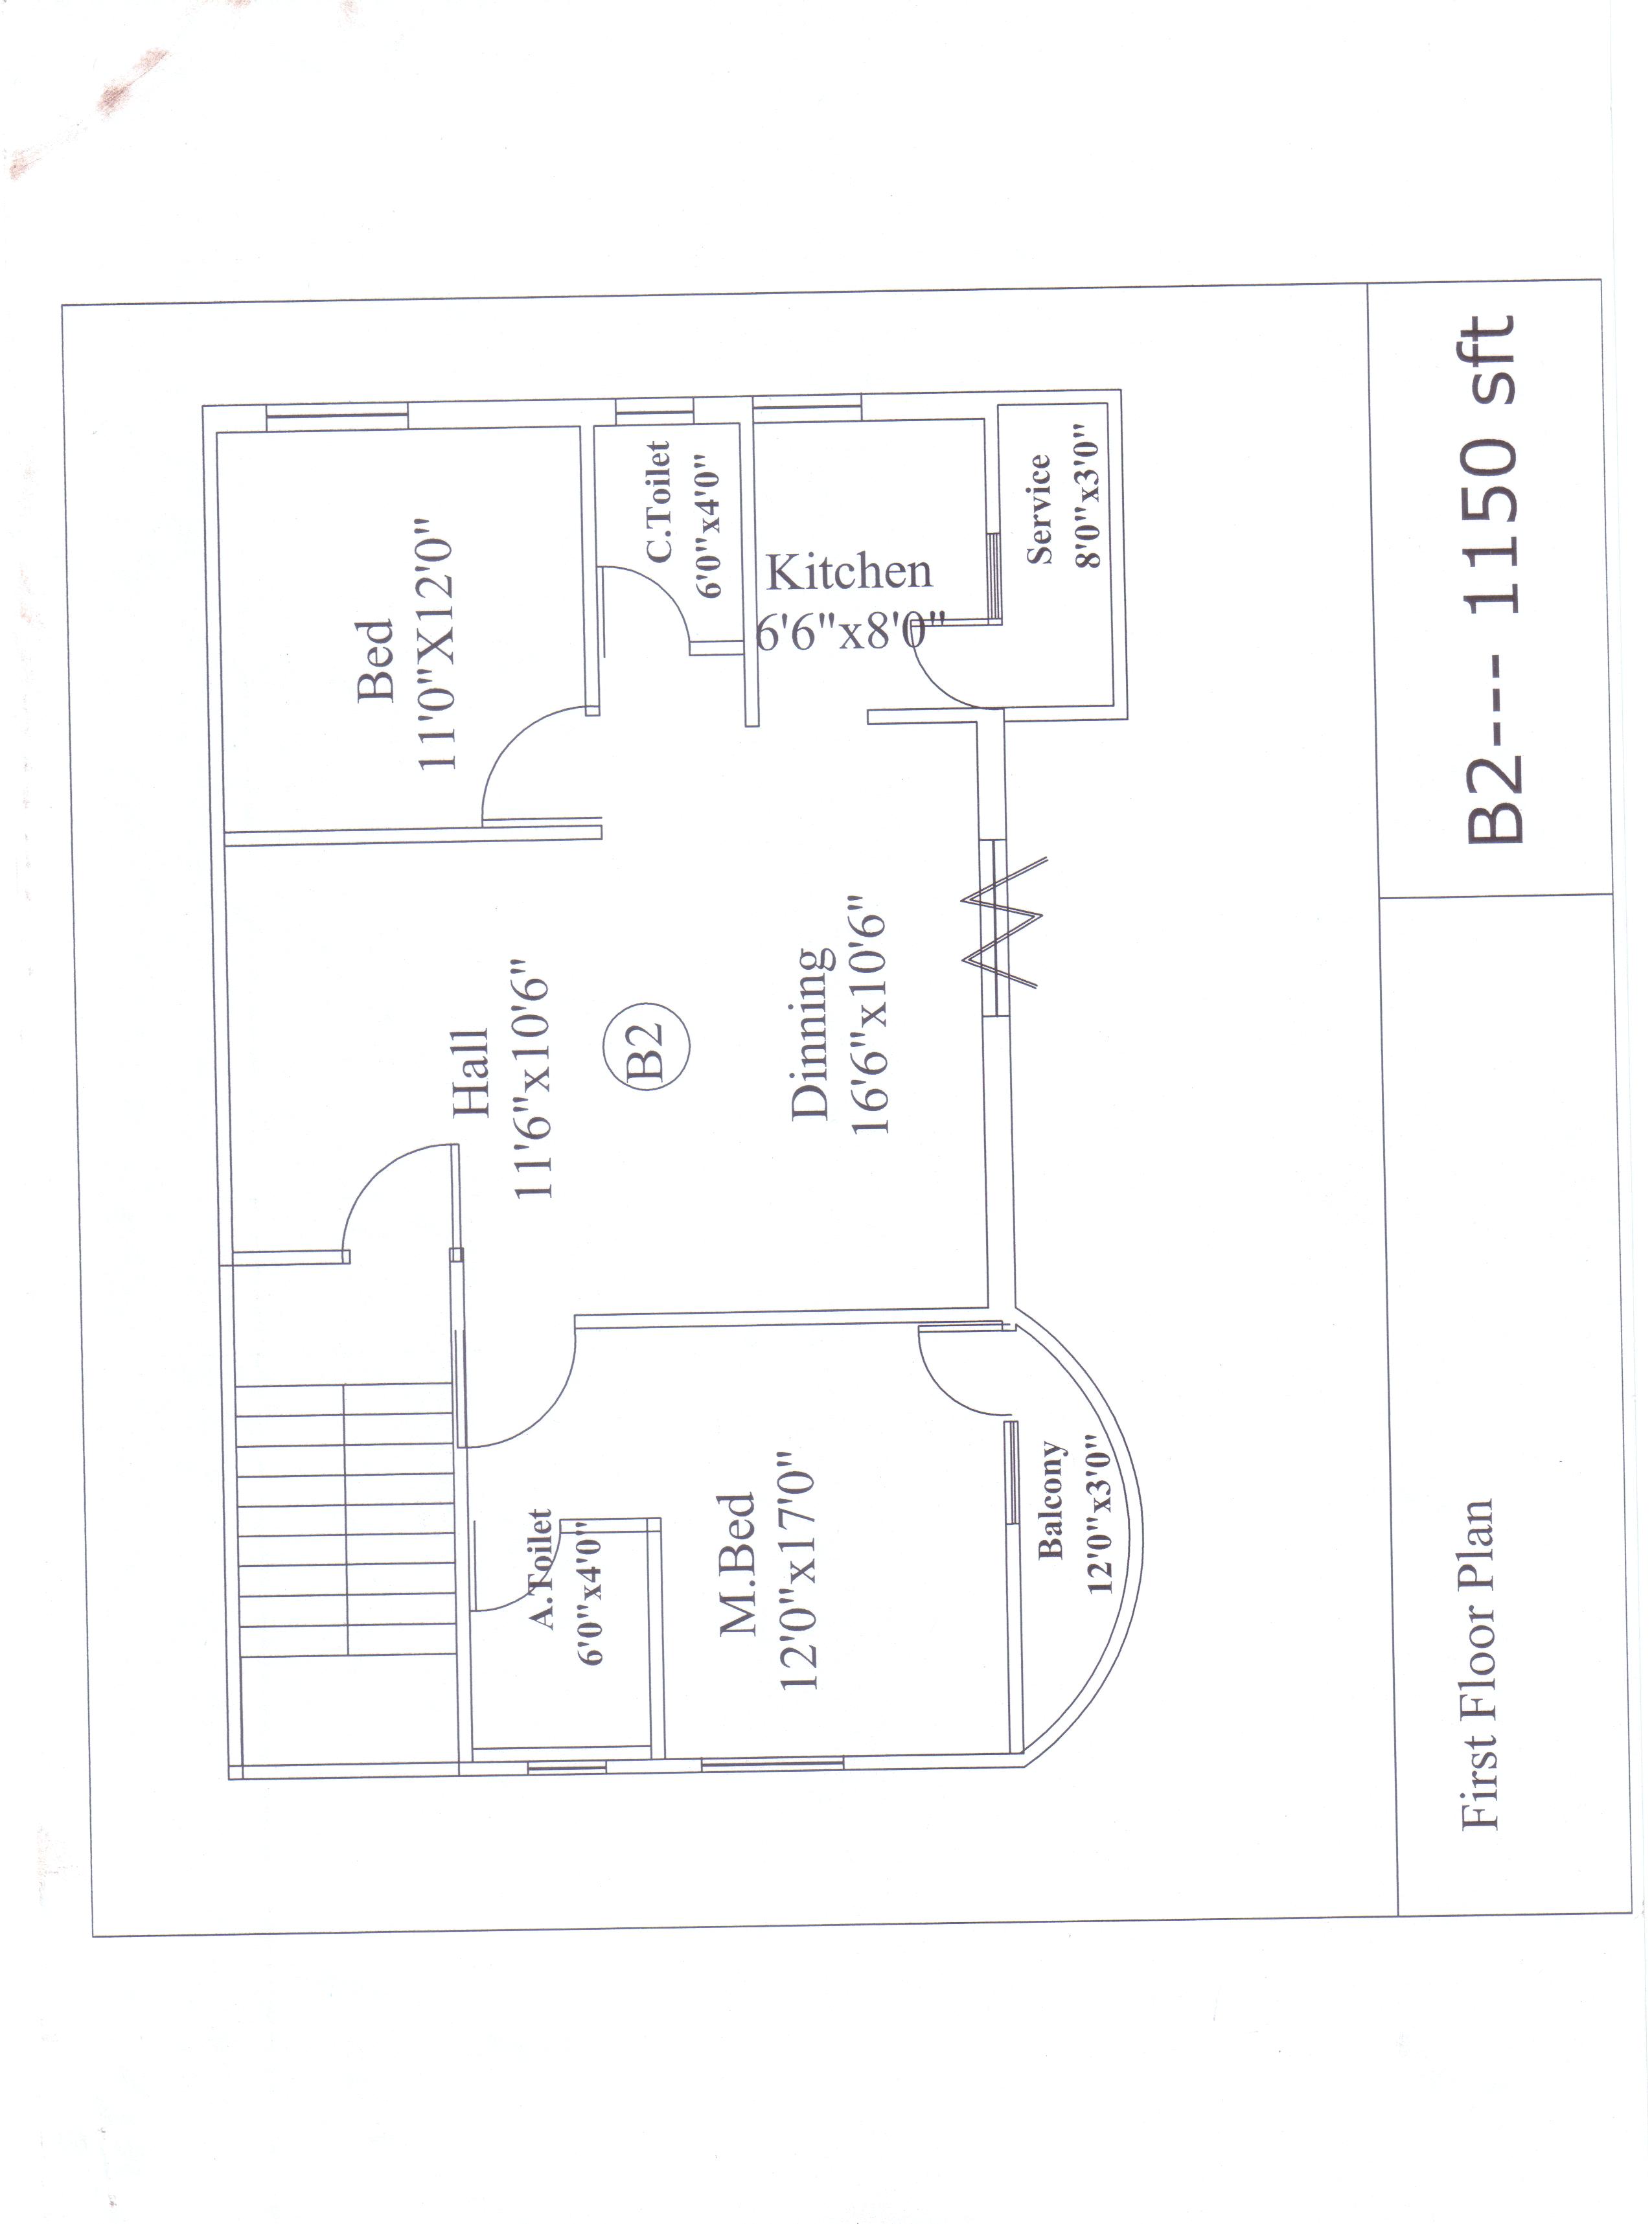 Bed
11'0"X12'0"
C.Toilet
6'0"x4'0"
Kitchen
6'6"x8'0"
Service
8'0"x3'0"
Hall
11'6"x10'6"
B2
Dinning
16'6"x10'6"
A.Toilet
6'0"x4'0"
M.Bed
12'0"x17'0"
Balcony
12'0"x3'0"
First Floor Plan
B2--- 1150 sft